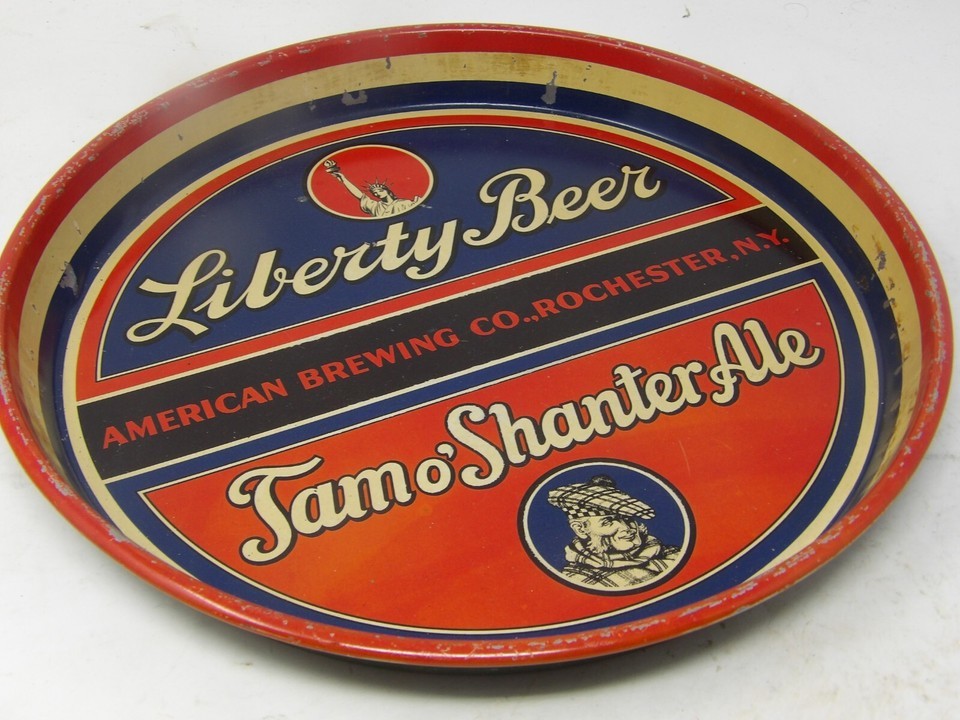 Liberty Beer
AMERICAN BREWING CO., ROCHESTER, N.Y.
Tam o' Shanter Ale